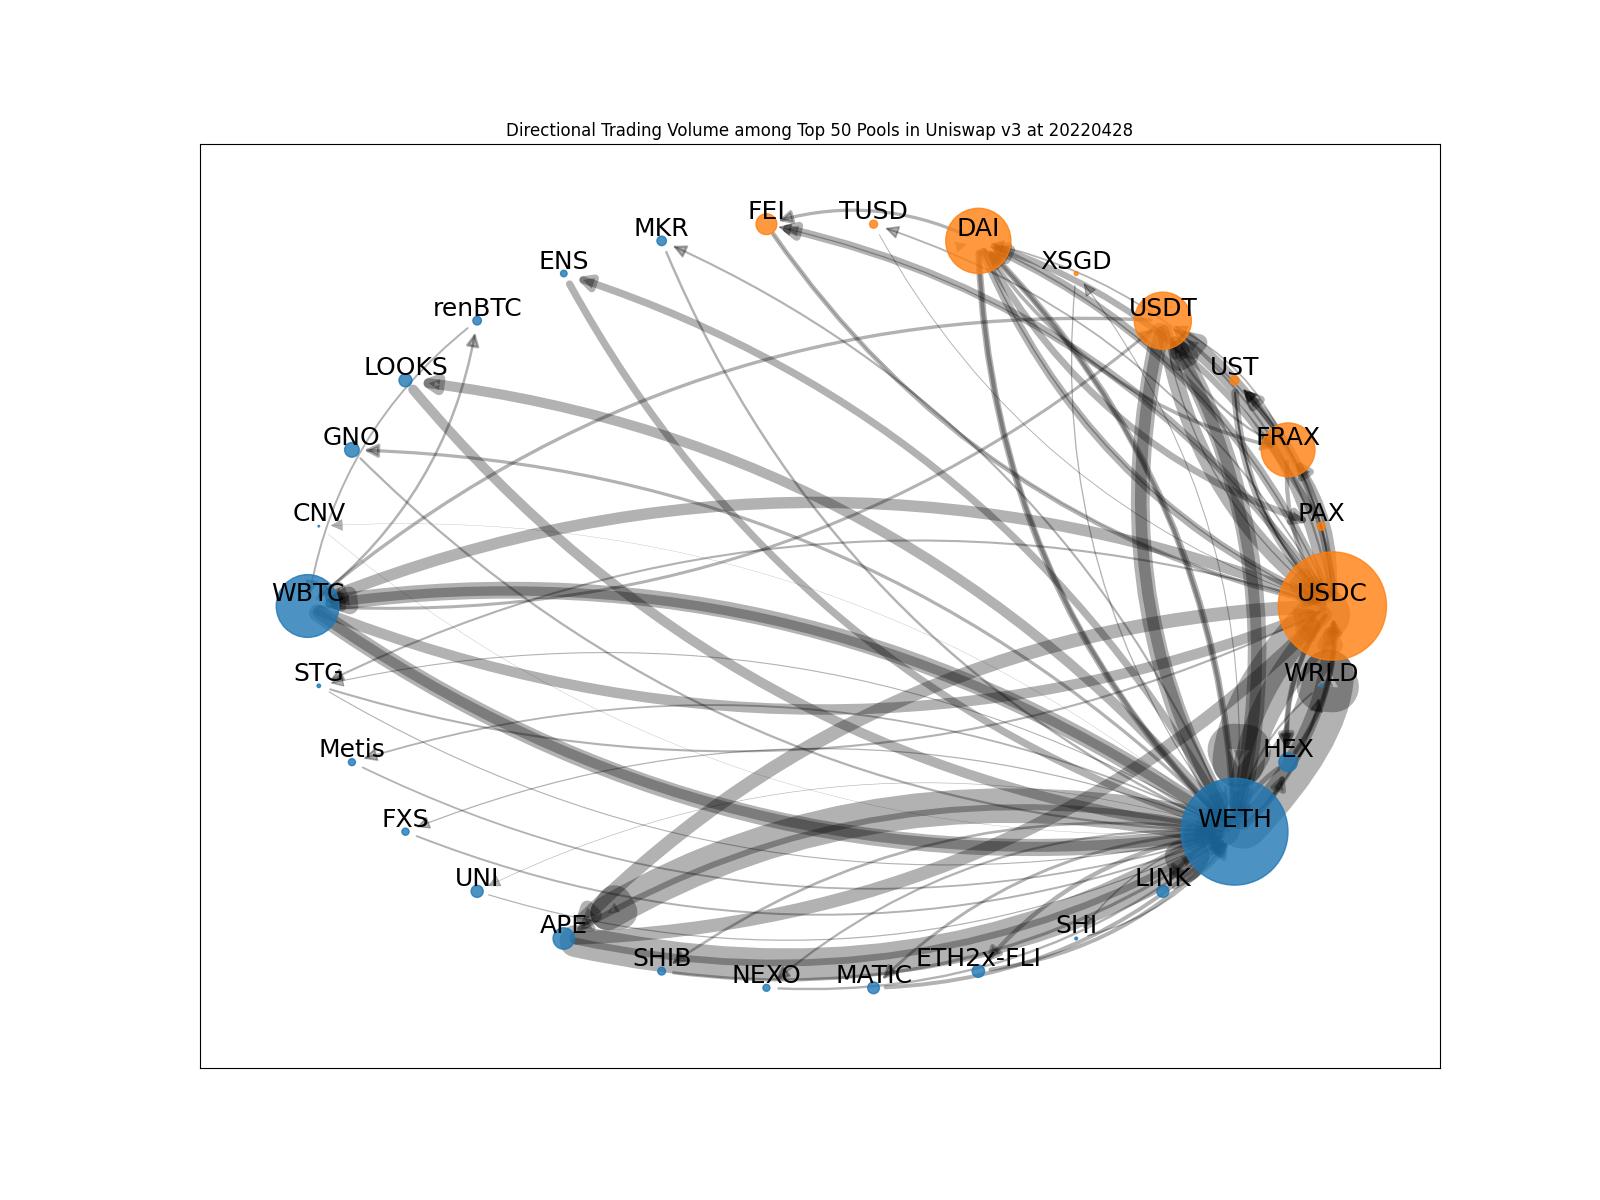 Directional Trading Volume among Top 50 Pools in Uniswap v3 at 20220428
FEI
TUSD
MKR
DAI
ENS
XSGD
renBTC
USDT
LOOKS
UST
GNO
FRAX
CNV
PAX
WBTC
USDC
STG
WRLD
Metis
HEX
FXS
WETH
UNI
LINK
APE
SHI
SHIB
ETH2x-FLI
NEXO
MATIC